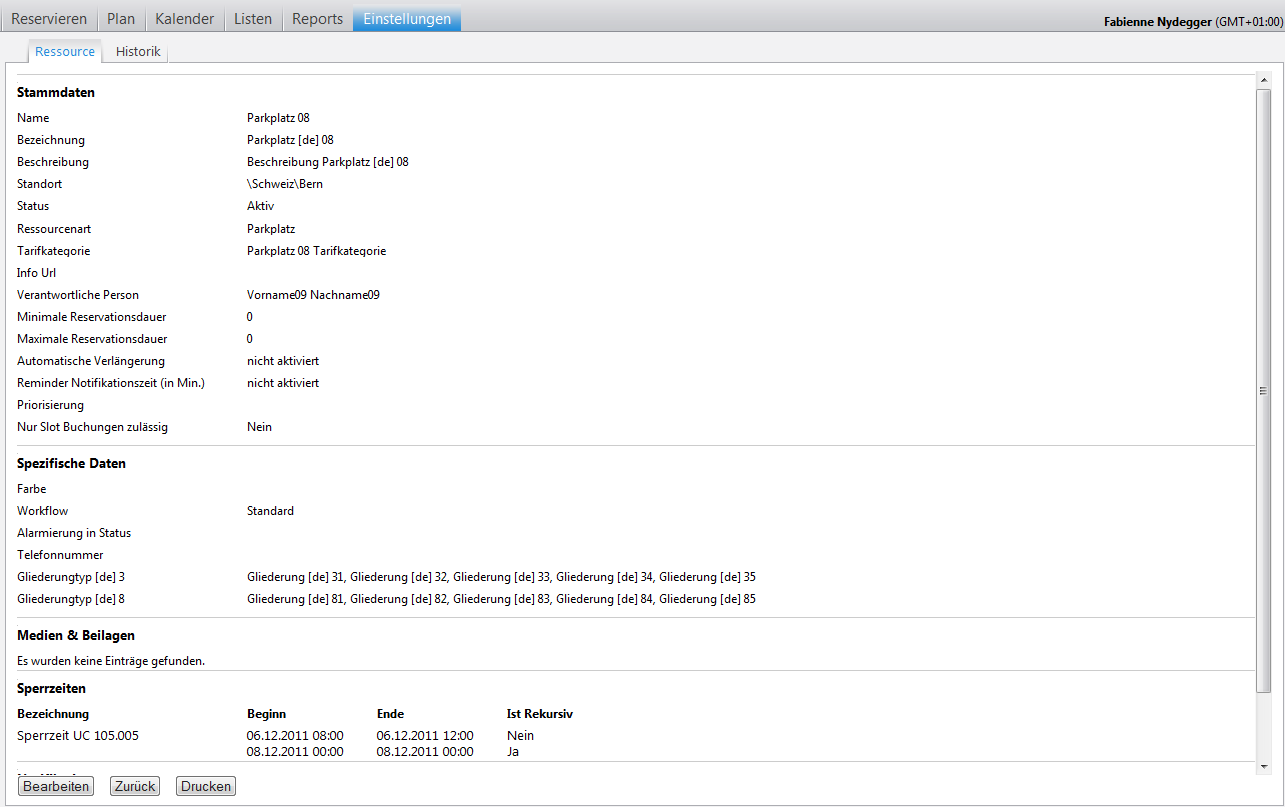 Reservieren Plan Kalender Listen Reports Einstellungen Fabienne Nydegger (GMT+01:00)
Ressource Historik
Stammdaten
Name Parkplatz 08
Bezeichnung Parkplatz [de] 08
Beschreibung Beschreibung Parkplatz [de] 08
Standort \Schweiz\Bern
Status Aktiv
Ressourcenart Parkplatz
Tarifkategorie Parkplatz 08 Tarifkategorie
Info Url
Verantwortliche Person Vorname09 Nachname09
Minimale Reservationsdauer 0
Maximale Reservationsdauer 0
Automatische Verlängerung nicht aktiviert
Reminder Notifikationszeit (in Min.) nicht aktiviert
Priorisierung
Nur Slot Buchungen zulässig Nein
Spezifische Daten
Farbe
Workflow Standard
Alarmierung in Status
Telefonnummer
Gliederungtyp [de] 3 Gliederung [de] 31, Gliederung [de] 32, Gliederung [de] 33, Gliederung [de] 34, Gliederung [de] 35
Gliederungtyp [de] 8 Gliederung [de] 81, Gliederung [de] 82, Gliederung [de] 83, Gliederung [de] 84, Gliederung [de] 85
Medien & Beilagen
Es wurden keine Einträge gefunden.
Sperrzeiten
Bezeichnung Beginn Ende Ist Rekursiv
Sperrzeit UC 105.005 06.12.2011 08:00 06.12.2011 12:00 Nein
08.12.2011 00:00 08.12.2011 00:00 Ja
Bearbeiten Zurück Drucken